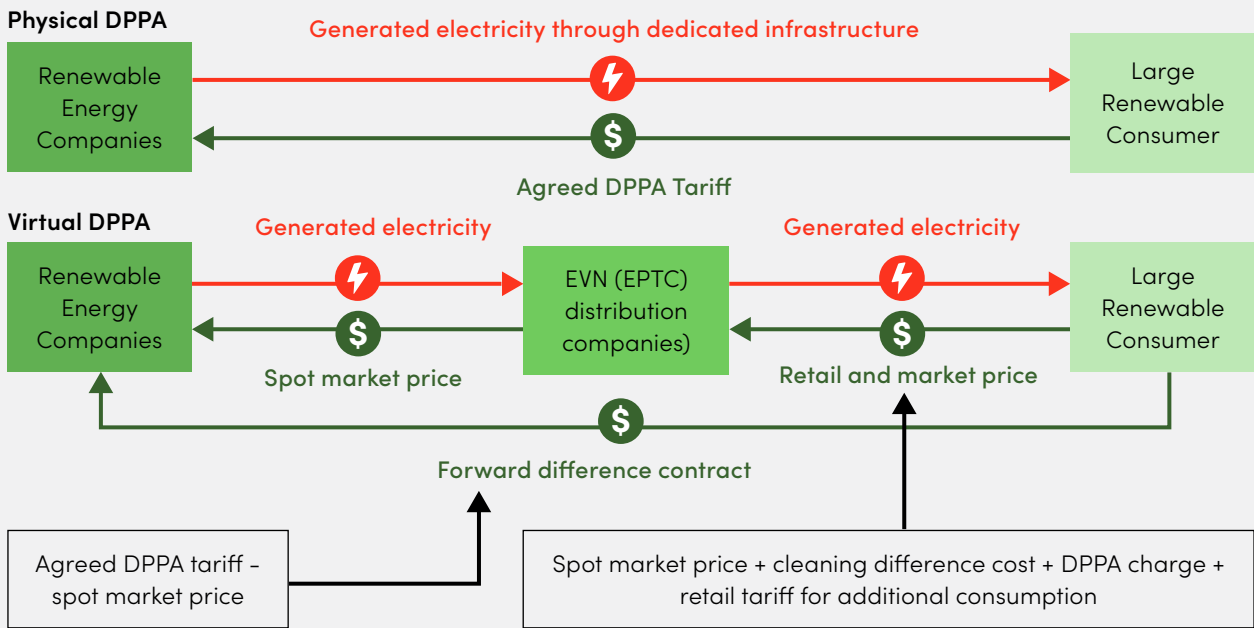 Physical DPPA
Generated electricity through dedicated infrastructure
Renewable
Energy
Companies
$
Large
Renewable
Consumer
Agreed DPPA Tariff
Virtual DPPA
Generated electricity
Generated electricity
Renewable
Energy
Companies
$
EVN (EPTC)
distribution
companies)
$
Large
Renewable
Consumer
Spot market price
Retail and market price
$
Forward difference contract
Agreed DPPA tariff -
spot market price
Spot market price + cleaning difference cost + DPPA charge +
retail tariff for additional consumption